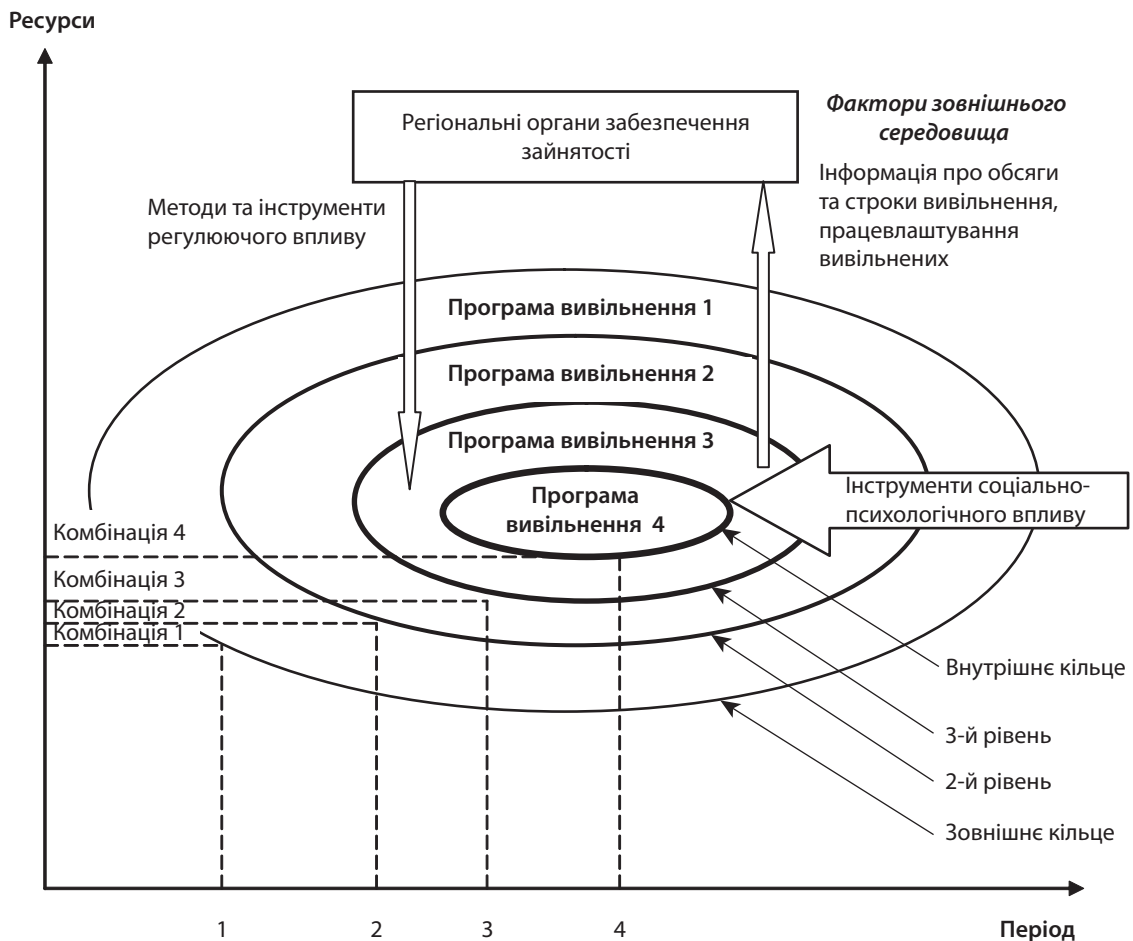 Ресурси
Регіональні органи забезпечення
зайнятості
Фактори зовнішнього
середовища
Інформація про обсяги
та строки вивільнення,
працевлаштування
вивільнених
Методи та інструменти
регулюючого впливу
Програма вивільнення 1
Програма вивільнення 2
Програма вивільнення 3
Програма
вивільнення 4
Інструменти соціально-
психологічного впливу
Комбінація 4
Комбінація 3
Комбінація 2
Комбінація 1
Внутрішнє кільце
3-й рівень
2-й рівень
Зовнішнє кільце
1 2 3 4 Період